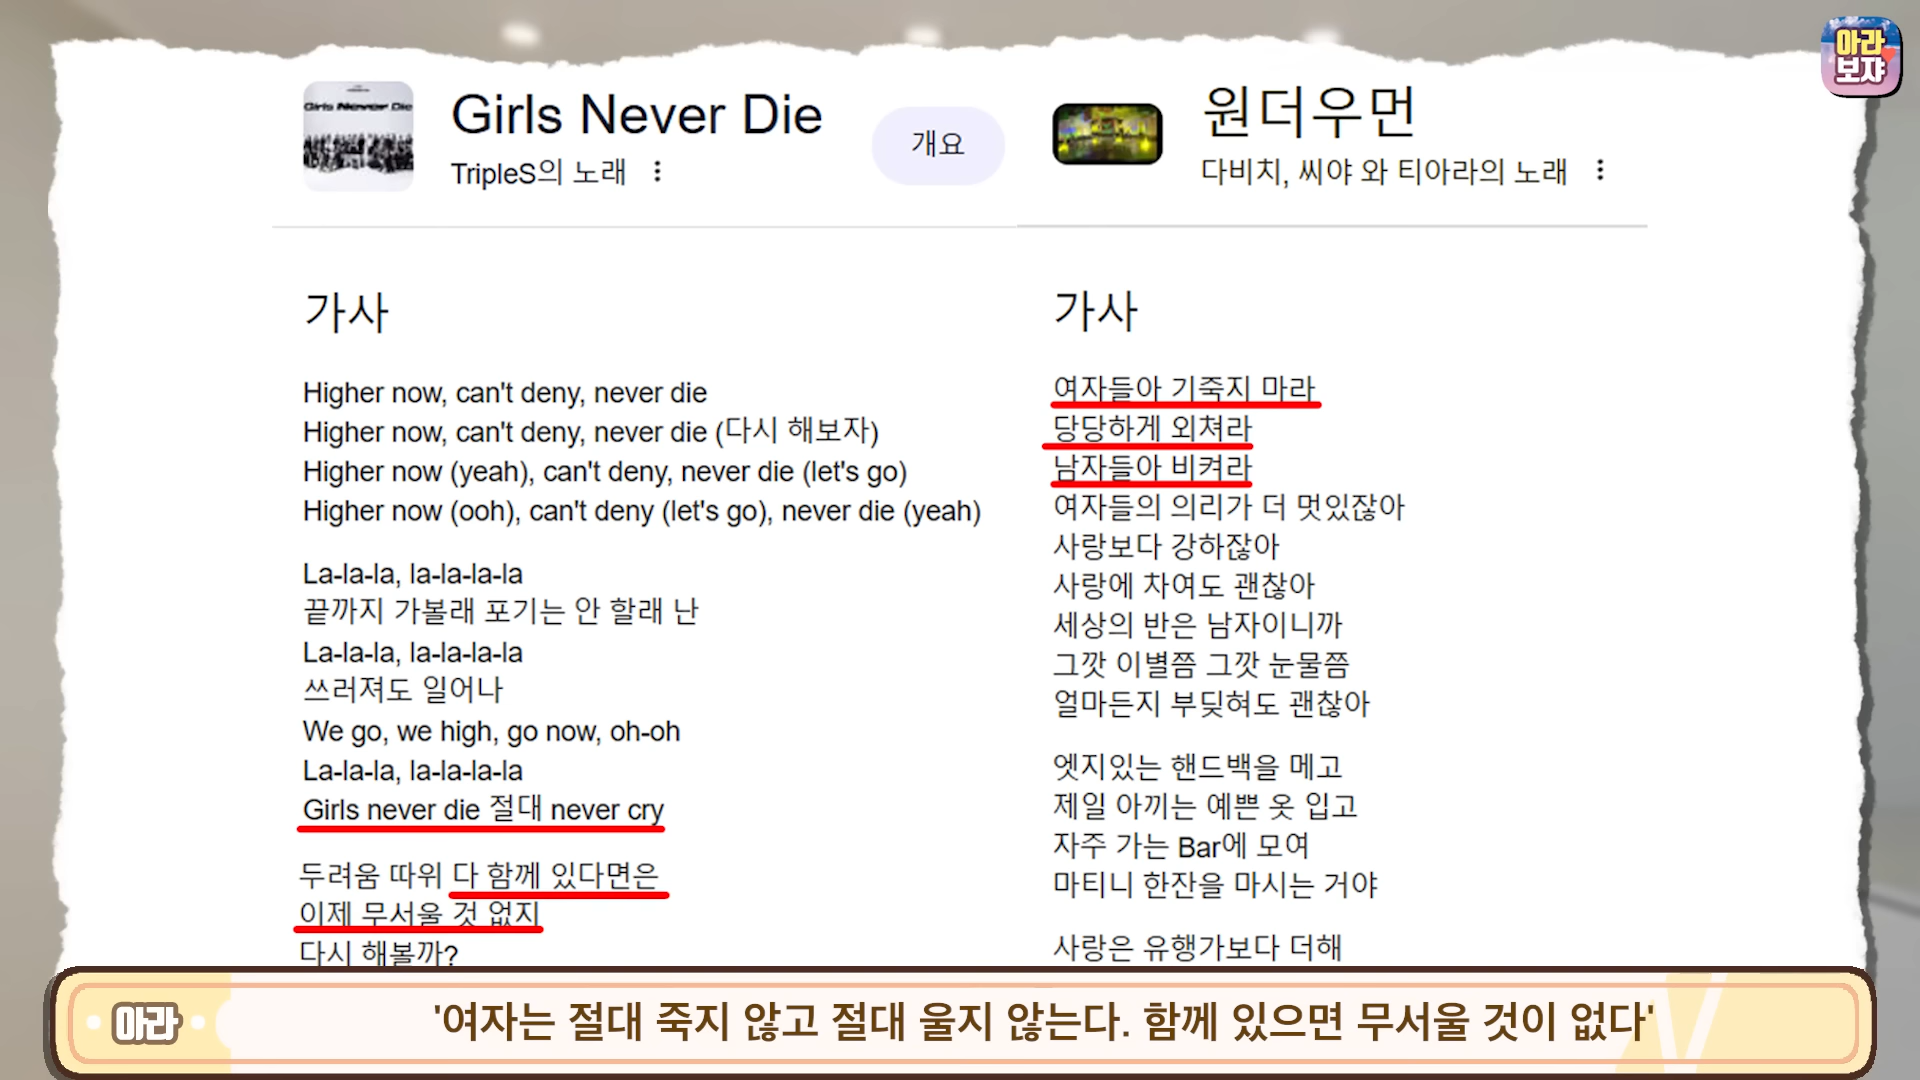 아라
보쟈
Girls Never Die
Girls Never Die
TripleS의 노래
개요
가사
Higher now, can't deny, never die
Higher now, can't deny, never die (다시 해보자)
Higher now (yeah), can't deny, never die (let's go)
Higher now (ooh), can't deny (let's go), never die (yeah)
La-la-la, la-la-la-la
끝까지 가볼래 포기는 안 할래 난
La-la-la, la-la-la-la
쓰러져도 일어나
We go, we high, go now, oh-oh
La-la-la, la-la-la-la
Girls never die 절대 never cry
두려움 따위 다 함께 있다면은
이제 무서울 것 없지
다시 해볼까?
원더우먼
다비치, 씨야 와 티아라의 노래
가사
여자들아 기죽지 마라
당당하게 외쳐라
남자들아 비켜라
여자들의 의리가 더 멋있잖아
사랑보다 강하잖아
사랑에 차여도 괜찮아
세상의 반은 남자이니까
그깟 이별쯤 그깟 눈물쯤
얼마든지 부딪혀도 괜찮아
엣지있는 핸드백을 메고
제일 아끼는 예쁜 옷 입고
자주 가는 Bar에 모여
마티니 한잔을 마시는 거야
사랑은 유행가보다 더해
아라
'여자는 절대 죽지 않고 절대 울지 않는다. 함께 있으면 무서울 것이 없다'